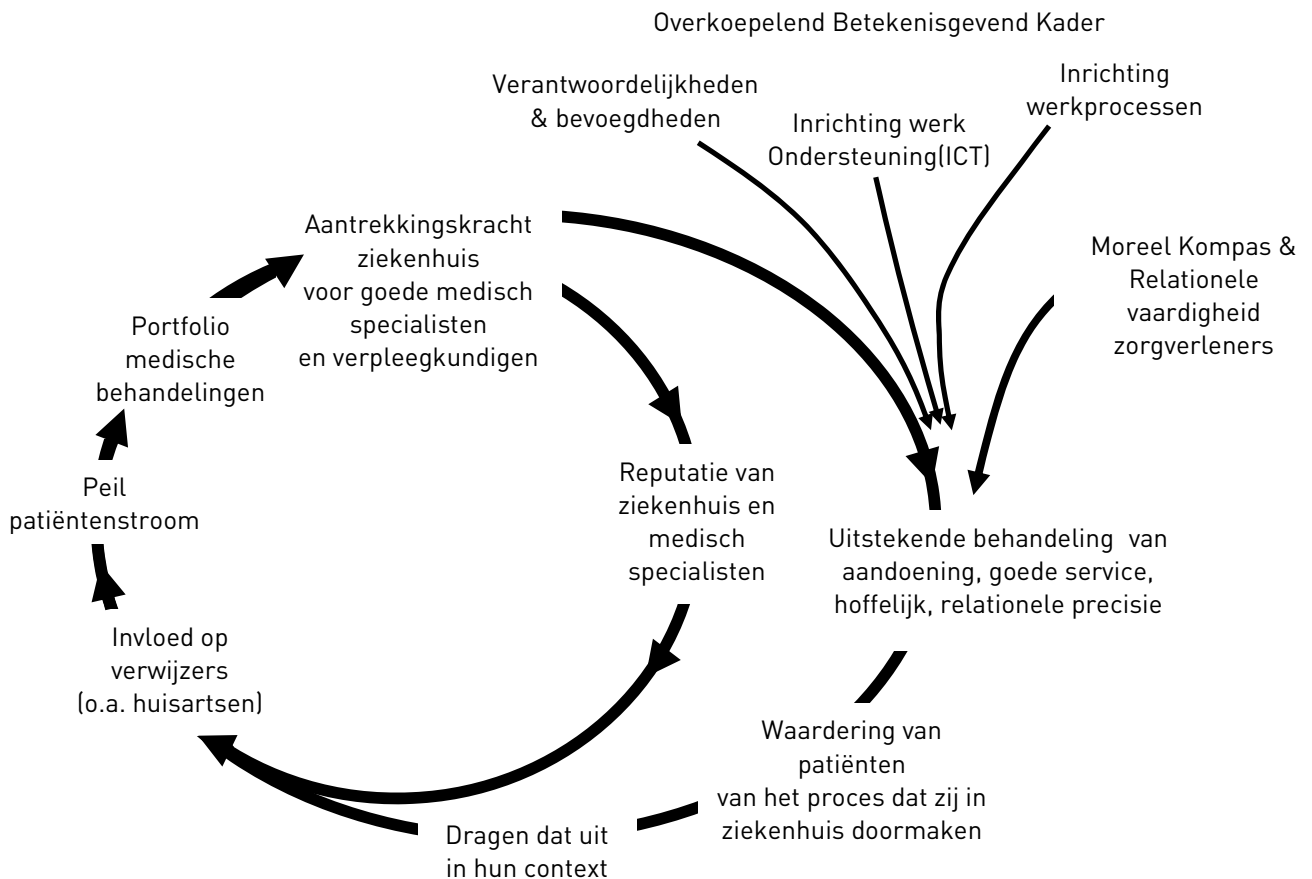 Overkoepelend Betekenisgevend Kader
Verantwoordelijkheden
& bevoegdheden
Inrichting werk
Ondersteuning(ICT)
Inrichting
werkprocessen
Moreel Kompas &
Relationele
vaardigheid
zorgverleners
Aantrekkingskracht
ziekenhuis
voor goede medisch
specialisten
en verpleegkundigen
Portfolio
medische
behandelingen
Peil
patiëntenstroom
Reputatie van
ziekenhuis en
medisch
specialisten
Uitstekende behandeling van
aandoening, goede service,
hoffelijk, relationele precisie
Invloed op
verwijzers
(o.a. huisartsen)
Waardering van
patiënten
van het proces dat zij in
ziekenhuis doormaken
Dragen dat uit
in hun context